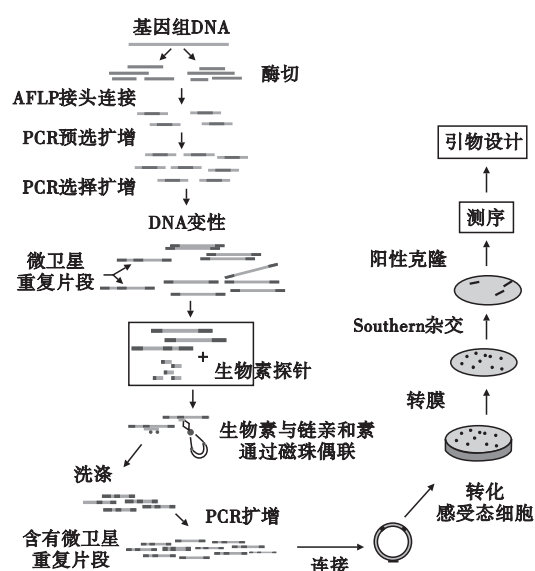 基因组DNA
酶切
AFLP接头连接
PCR预选扩增
PCR选择扩增
DNA变性
微卫星
重复片段
+
生物素探针
生物素与链亲和素
通过磁珠偶联
洗涤
PCR扩增
含有微卫星
重复片段
连接
转化
感受态细胞
转膜
Southern杂交
阳性克隆
测序
引物设计